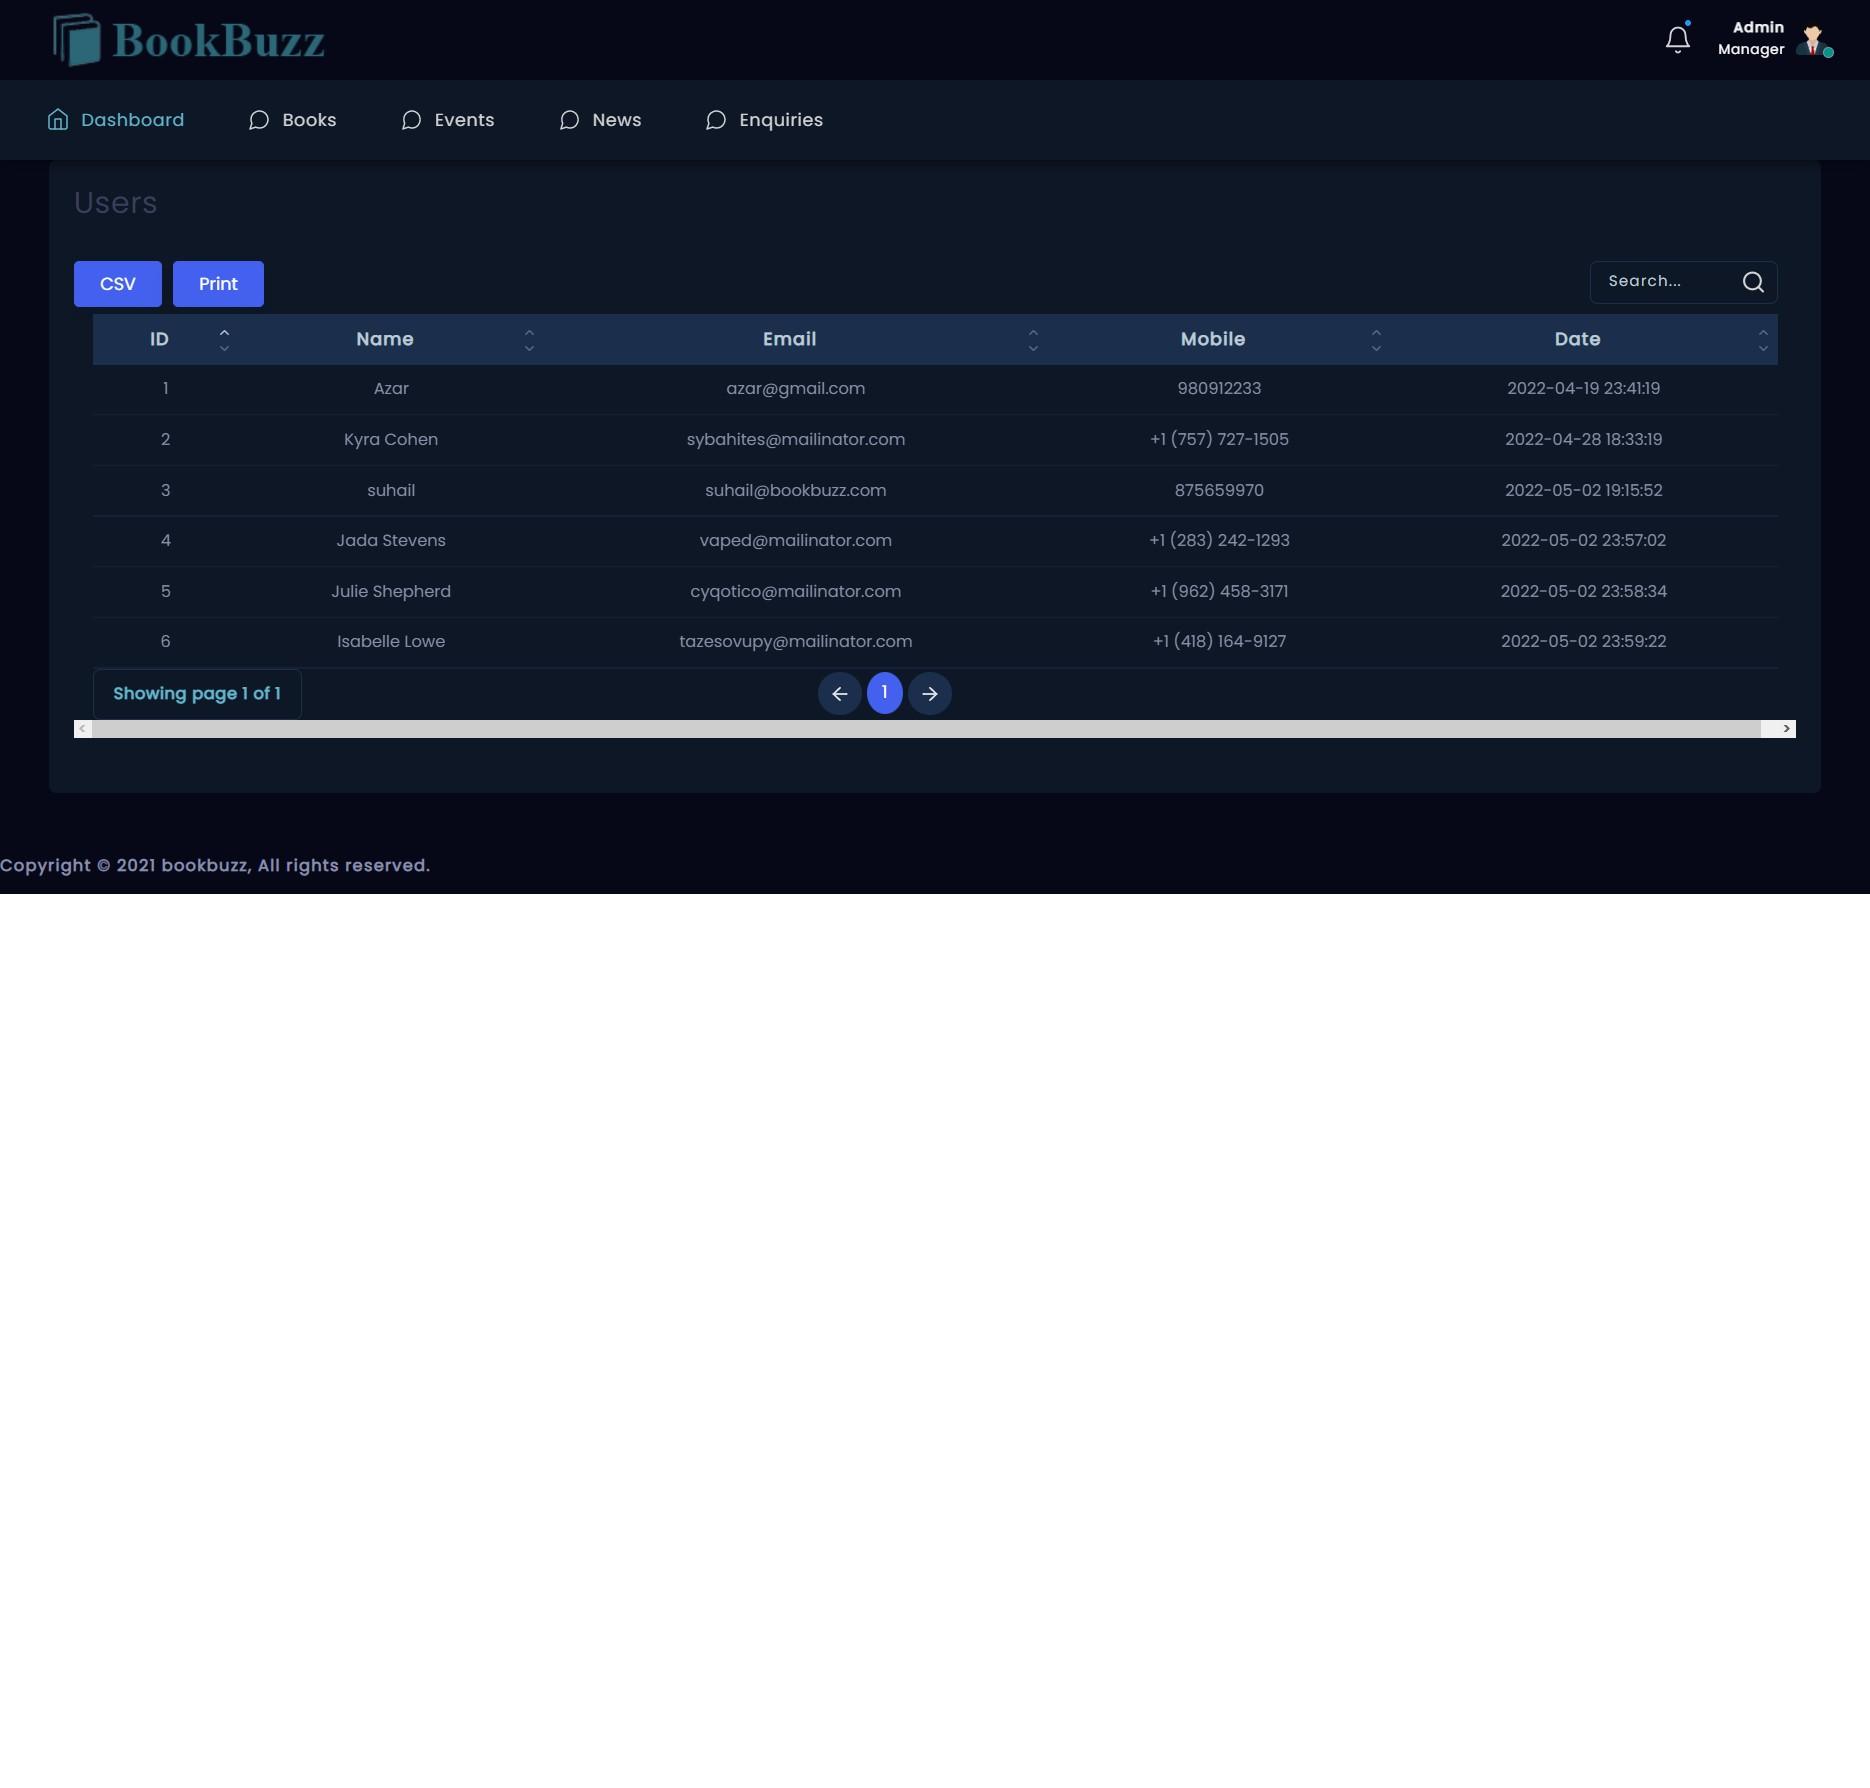 BookBuzz
Admin
Manager
Dashboard Books Events News Enquiries
Users
CSV Print Search...
ID Name Email Mobile Date
1 Azar azar@gmail.com 980912233 2022-04-19 23:41:19
2 Kyra Cohen sybahites@mailinator.com +1 (757) 727-1505 2022-04-28 18:33:19
3 suhail suhail@bookbuzz.com 875659970 2022-05-02 19:15:52
4 Jada Stevens vaped@mailinator.com +1 (283) 242-1293 2022-05-02 23:57:02
5 Julie Shepherd cyqotico@mailinator.com +1 (962) 458-3171 2022-05-02 23:58:34
6 Isabelle Lowe tazesovupy@mailinator.com +1 (418) 164-9127 2022-05-02 23:59:22
Showing page 1 of 1 1
Copyright © 2021 bookbuzz, All rights reserved.